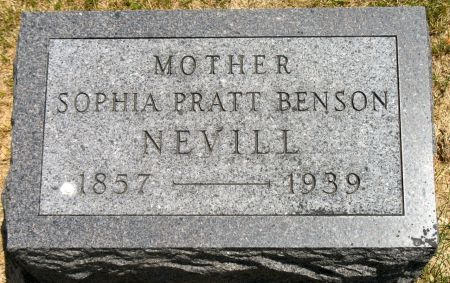 MOTHER
SOPHIA PRATT BENSON
NEVILL
1857 — 1939